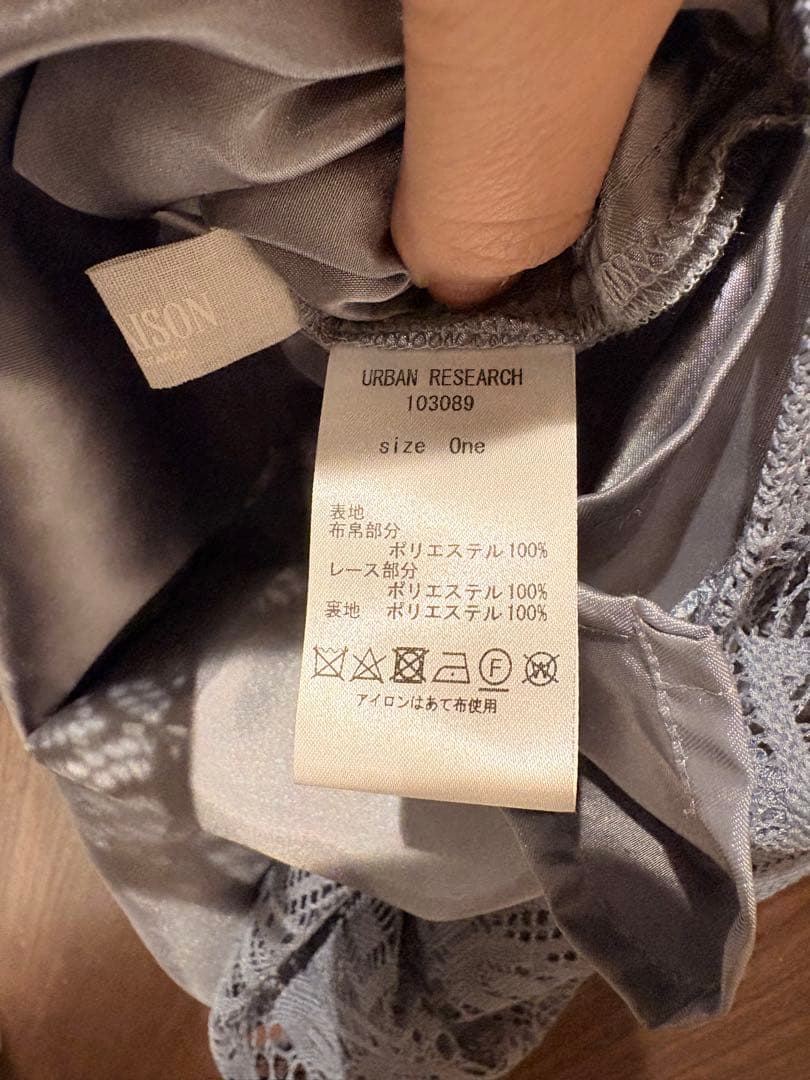 URBAN RESEARCH
103089
size One
表地
布帛部分
ポリエステル100%
レース部分
ポリエステル100%
裏地 ポリエステル100%
F
W
アイロンはあて布使用